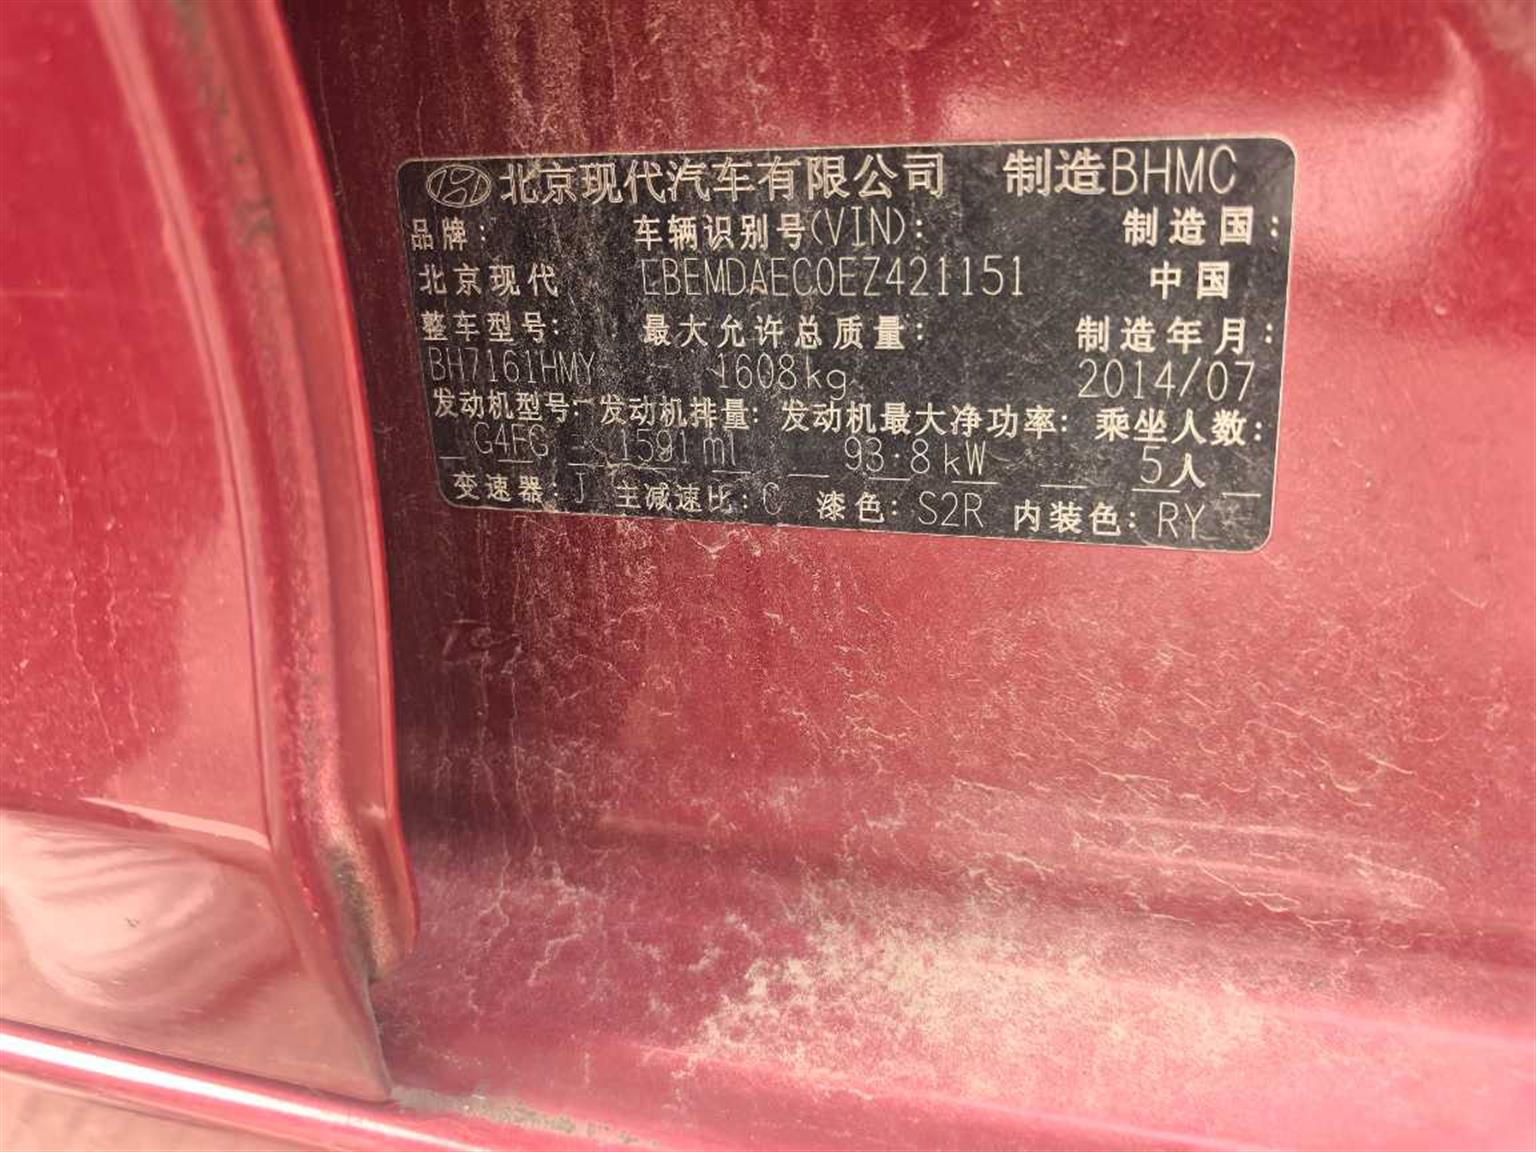 北京现代汽车有限公司 制造BHMC
品牌: 车辆识别号(VIN): 制造国:
北京现代 LBEMDAEC0EZ421151 中国
整车型号: 最大允许总质量: 制造年月:
BH7161HMY 1608kg 2014/07
发动机型号: 发动机排量: 发动机最大净功率: 乘坐人数:
G4FG 1591ml 93.8kW 5人
变速器: J 主减速比: C 漆色: S2R 内装色: RY